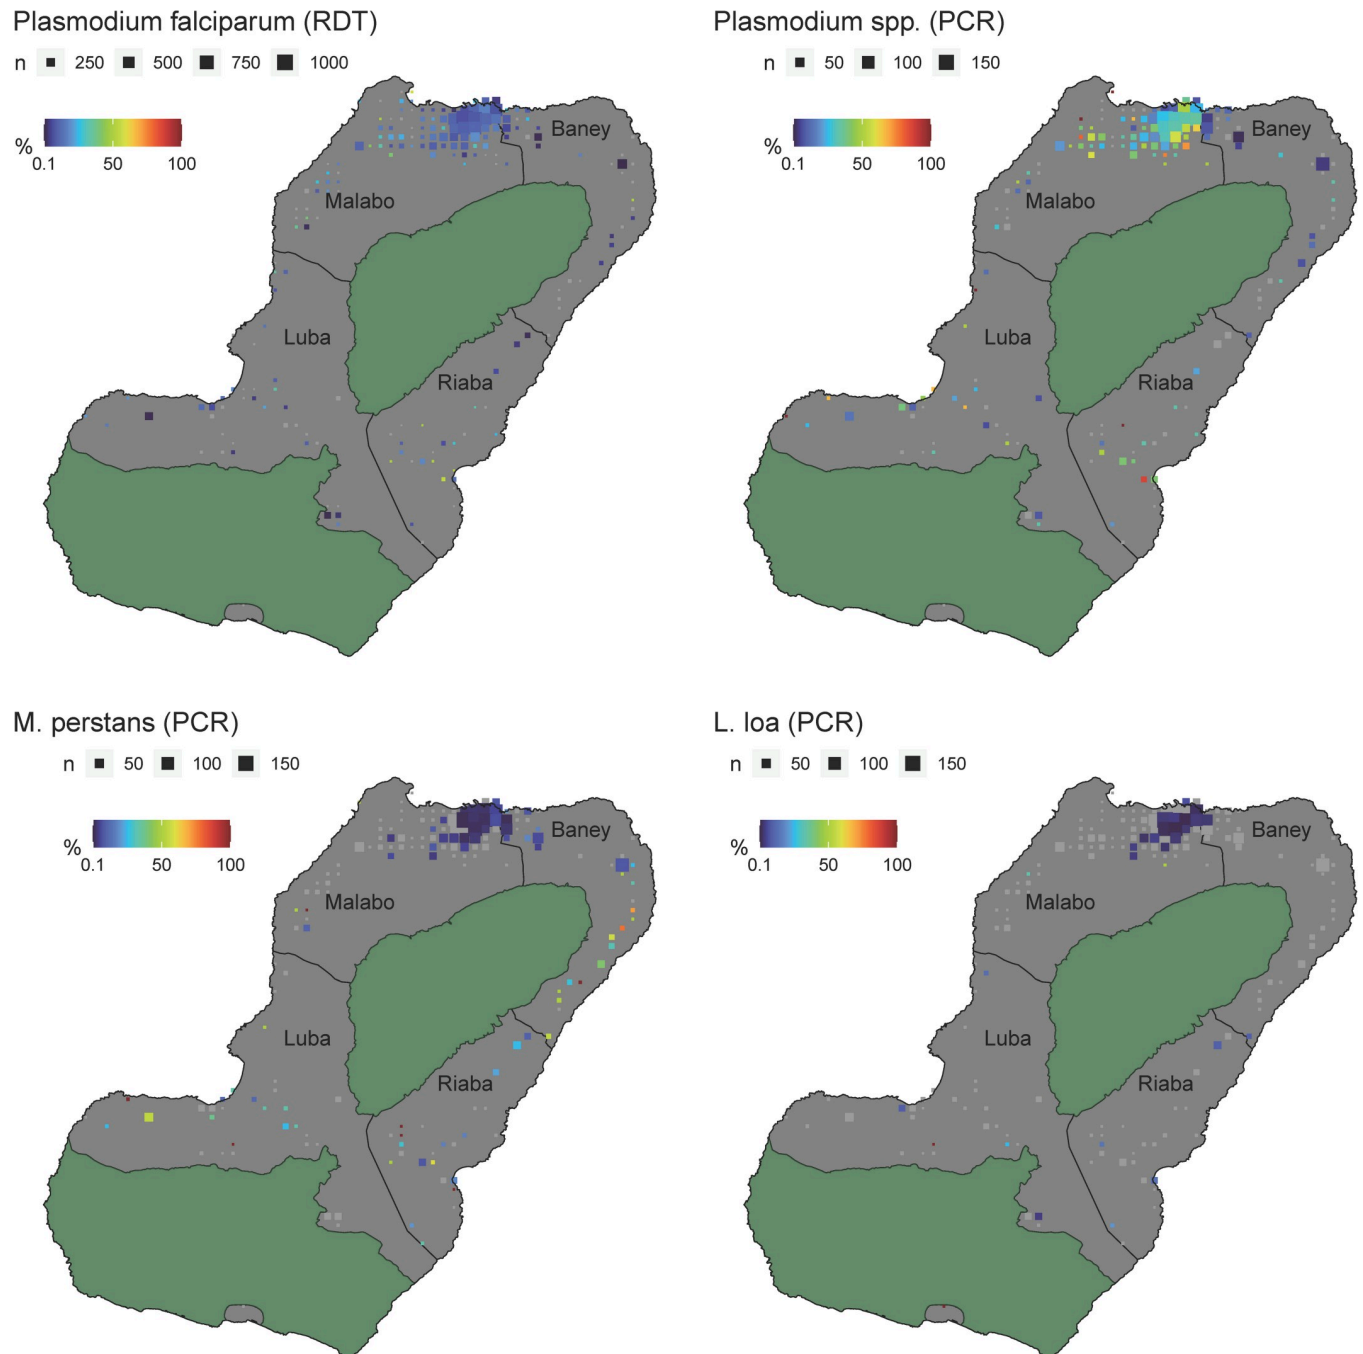 Plasmodium falciparum (RDT)
n 250 500 750 1000
%
0.1 50 100
Malabo
Baney
Luba
Riaba
Plasmodium spp. (PCR)
n 50 100 150
%
0.1 50 100
Malabo
Baney
Luba
Riaba
M. perstans (PCR)
n 50 100 150
%
0.1 50 100
Malabo
Baney
Luba
Riaba
L. loa (PCR)
n 50 100 150
%
0.1 50 100
Malabo
Baney
Luba
Riaba